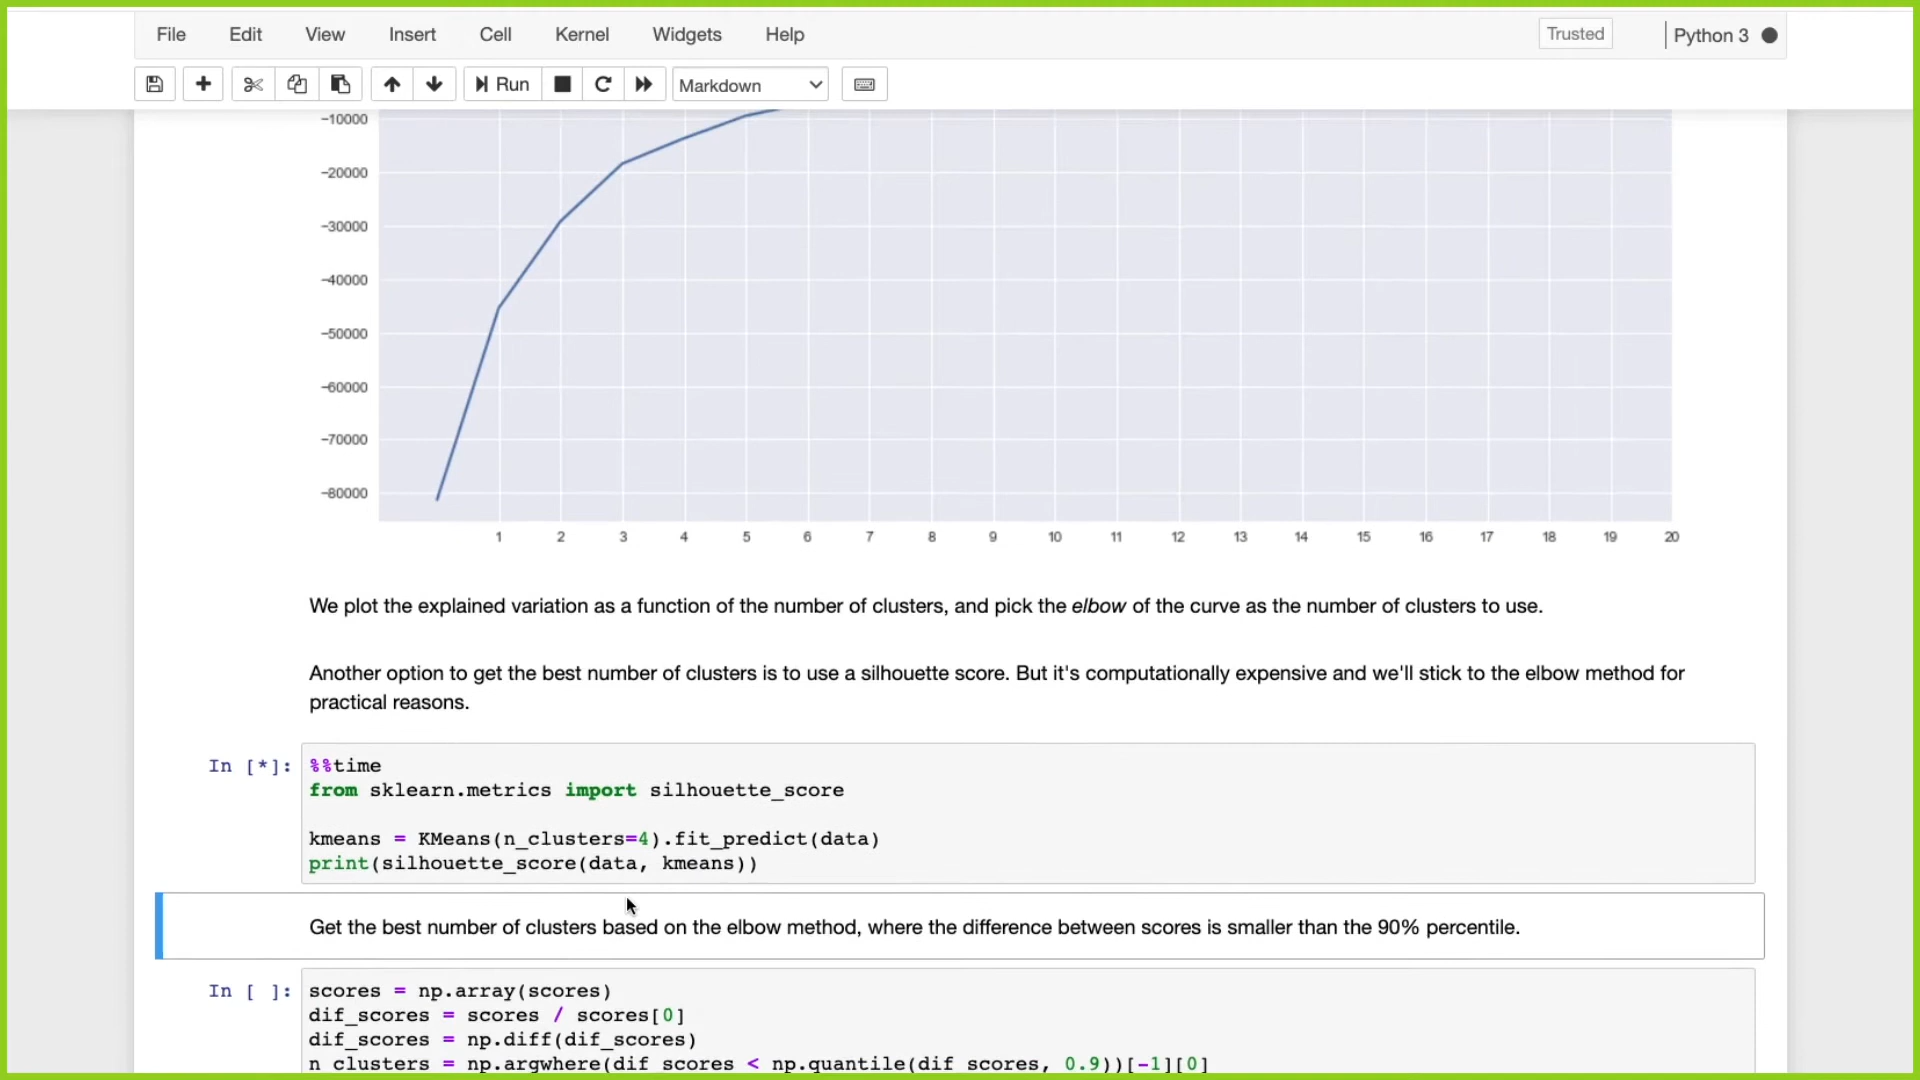 File Edit View Insert Cell Kernel Widgets Help Trusted Python 3
Run Markdown
−10000
−20000
−30000
−40000
−50000
−60000
−70000
−80000
1 2 3 4 5 6 7 8 9 10 11 12 13 14 15 16 17 18 19 20
We plot the explained variation as a function of the number of clusters, and pick the elbow of the curve as the number of clusters to use.
Another option to get the best number of clusters is to use a silhouette score. But it's computationally expensive and we'll stick to the elbow method for
practical reasons.
In [*]: %%time
from sklearn.metrics import silhouette_score
kmeans = KMeans(n_clusters=4).fit_predict(data)
print(silhouette_score(data, kmeans))
Get the best number of clusters based on the elbow method, where the difference between scores is smaller than the 90% percentile.
In [ ]: scores = np.array(scores)
dif_scores = scores / scores[0]
dif_scores = np.diff(dif_scores)
n_clusters = np.argwhere(dif_scores < np.quantile(dif_scores, 0.9))[-1][0]